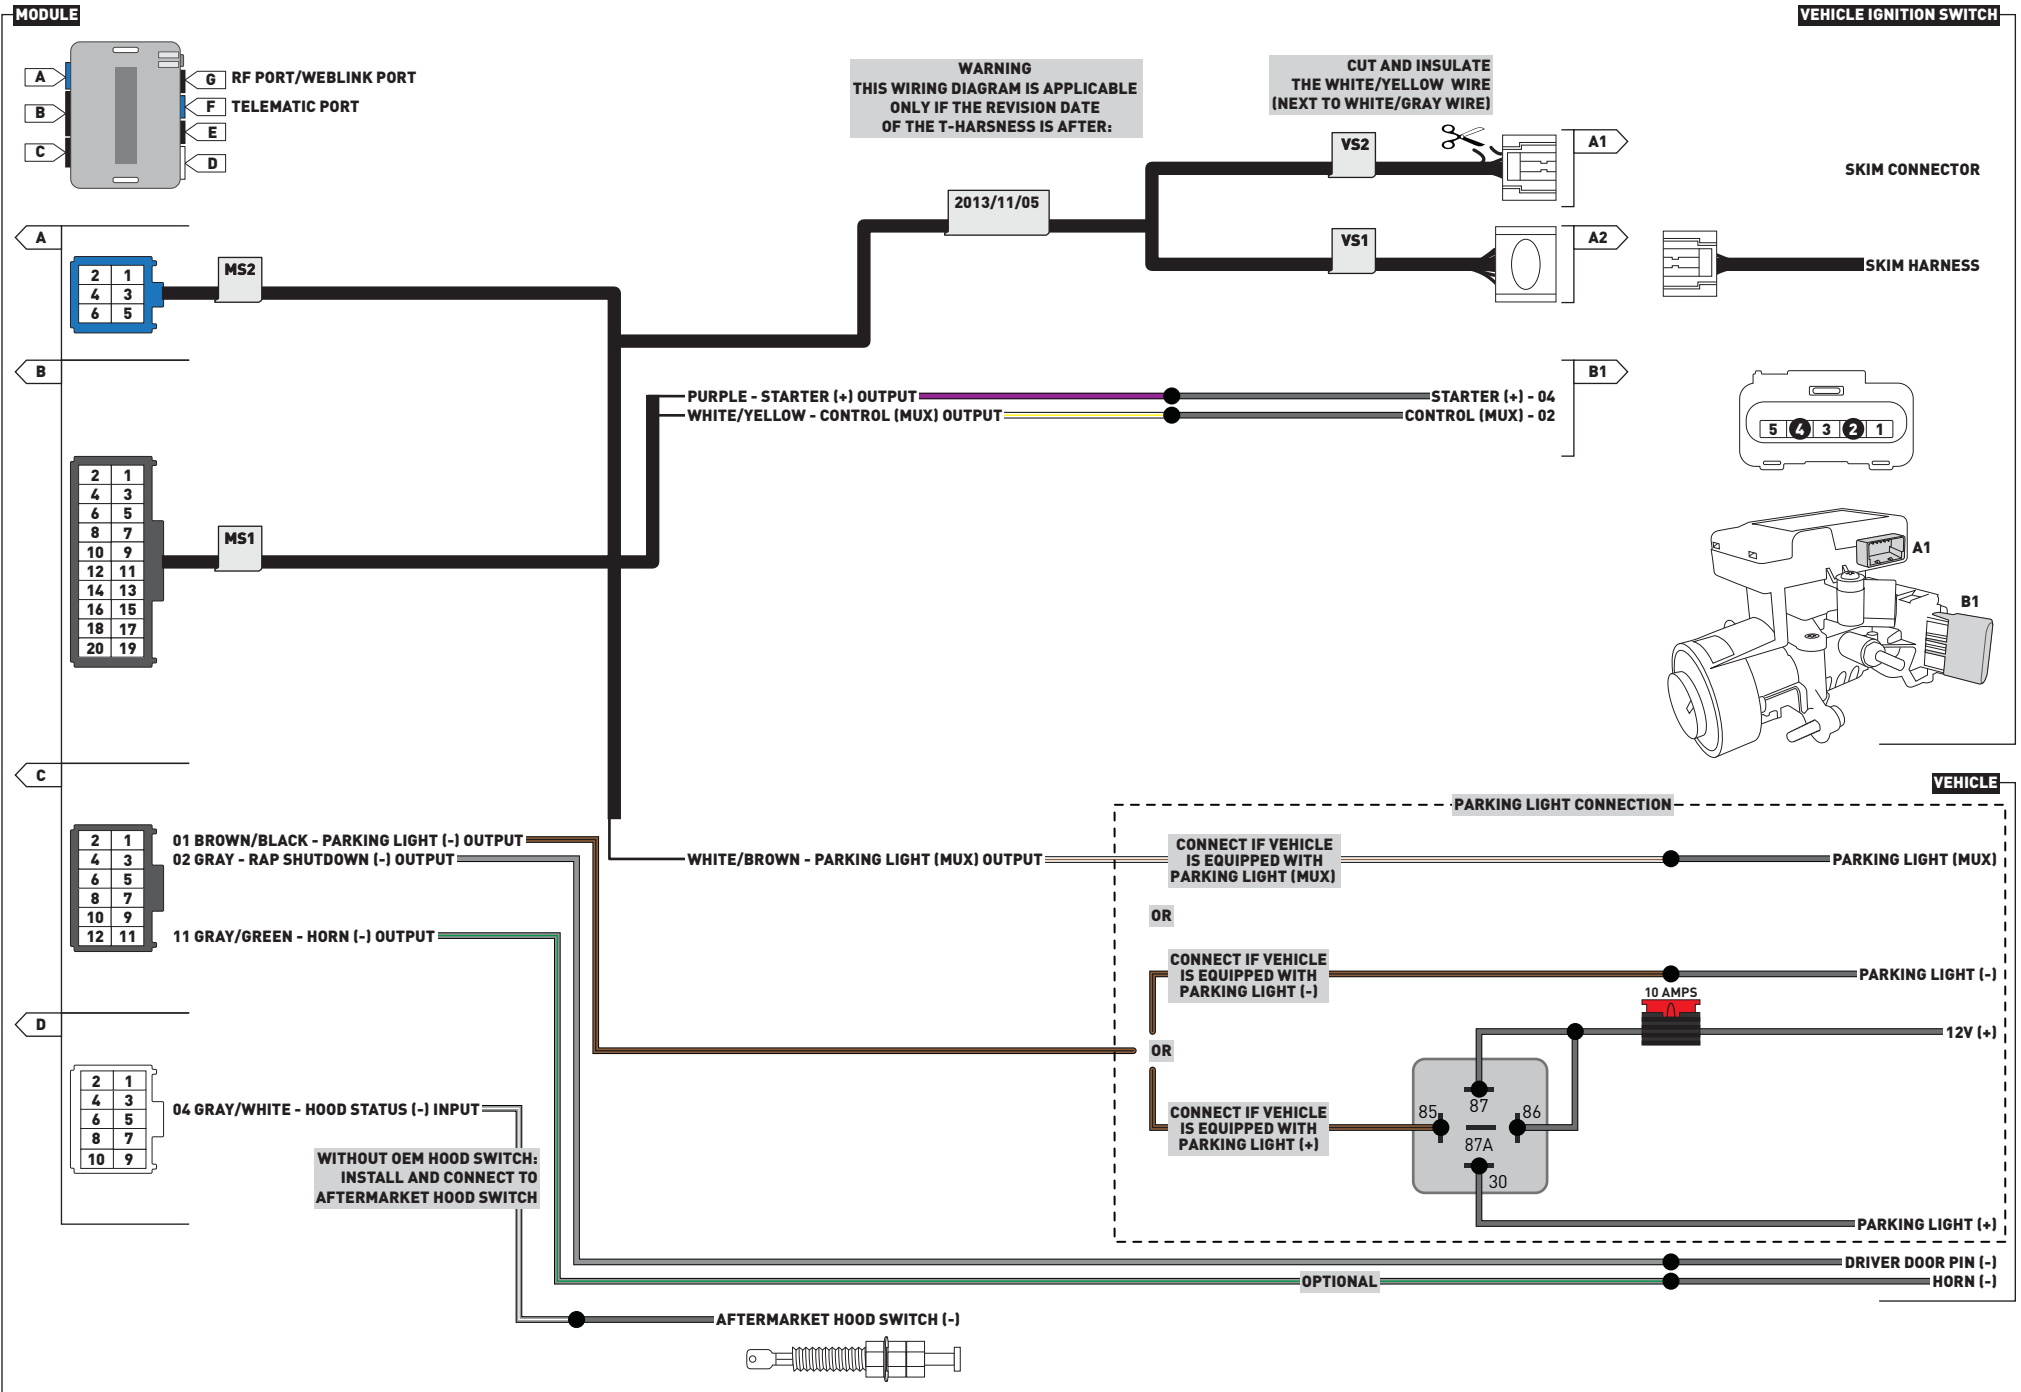 MODULE
VEHICLE IGNITION SWITCH
A
B
C
G RF PORT/WEBLINK PORT
F TELEMATIC PORT
E
D
WARNING
THIS WIRING DIAGRAM IS APPLICABLE
ONLY IF THE REVISION DATE
OF THE T-HARSNESS IS AFTER:
2013/11/05
CUT AND INSULATE
THE WHITE/YELLOW WIRE
(NEXT TO WHITE/GRAY WIRE)
VS2
A1
SKIM CONNECTOR
VS1
A2
SKIM HARNESS
A
2 1
4 3
6 5
MS2
B
PURPLE - STARTER (+) OUTPUT
STARTER (+) - 04
WHITE/YELLOW - CONTROL (MUX) OUTPUT
CONTROL (MUX) - 02
B1
5 4 3 2 1
2 1
4 3
6 5
8 7
10 9
12 11
14 13
16 15
18 17
20 19
MS1
A1
B1
C
2 1
4 3
6 5
8 7
10 9
12 11
01 BROWN/BLACK - PARKING LIGHT (-) OUTPUT
02 GRAY - RAP SHUTDOWN (-) OUTPUT
11 GRAY/GREEN - HORN (-) OUTPUT
VEHICLE
PARKING LIGHT CONNECTION
WHITE/BROWN - PARKING LIGHT (MUX) OUTPUT
CONNECT IF VEHICLE
IS EQUIPPED WITH
PARKING LIGHT (MUX)
PARKING LIGHT (MUX)
OR
CONNECT IF VEHICLE
IS EQUIPPED WITH
PARKING LIGHT (-)
PARKING LIGHT (-)
10 AMPS
12V (+)
OR
CONNECT IF VEHICLE
IS EQUIPPED WITH
PARKING LIGHT (+)
85
87
86
87A
30
PARKING LIGHT (+)
D
2 1
4 3
6 5
8 7
10 9
04 GRAY/WHITE - HOOD STATUS (-) INPUT
WITHOUT OEM HOOD SWITCH:
INSTALL AND CONNECT TO
AFTERMARKET HOOD SWITCH
DRIVER DOOR PIN (-)
OPTIONAL
HORN (-)
AFTERMARKET HOOD SWITCH (-)